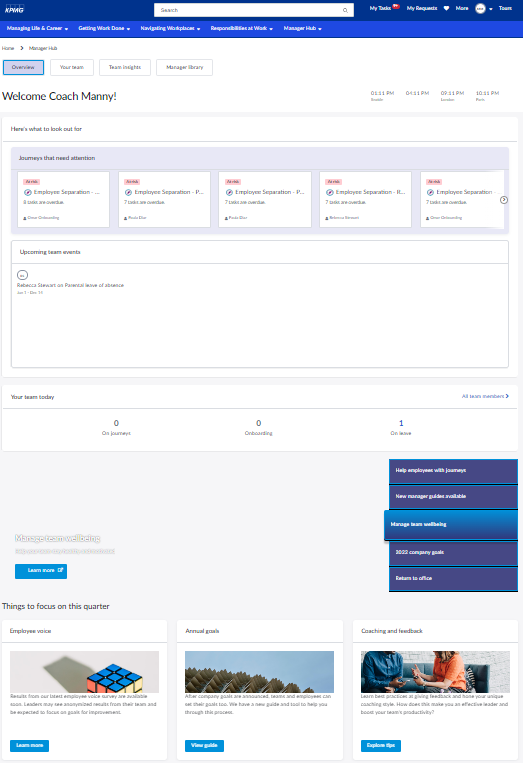 KPMG
Search
My Tasks
My Requests
More
Tours
Managing Life & Career
Getting Work Done
Navigating Workplaces
Responsibilities at Work
Manager Hub
Home > Manager Hub
Overview
Your team
Team insights
Manager library
Welcome Coach Manny!
01:11 PM
04:11 PM
09:11 PM
10:11 PM
Seattle
London
Paris
Here's what to look out for
Journeys that need attention
At risk
Employee Separation - ...
8 tasks are overdue.
Omar Onboarding
At risk
Employee Separation - P...
7 tasks are overdue.
Paula Diaz
At risk
Employee Separation - P...
7 tasks are overdue.
Paula Diaz
At risk
Employee Separation - R...
7 tasks are overdue.
Rebecca Stewart
At risk
Employee Separation - ...
7 tasks are overdue.
Omar Onboarding
Upcoming team events
Rebecca Stewart on Parental leave of absence
Your team today
All team members
0
On journeys
0
Onboarding
1
On leave
Manage team wellbeing
Learn more
Help employees with journeys
New manager guides available
Manage team wellbeing
2022 company goals
Return to office
Things to focus on this quarter
Employee voice
Results from our latest employee voice survey are available
soon. Leaders may see anonymized results from their team and
be expected to focus on goals for improvement.
Learn more
Annual goals
After company goals are announced, teams and employees can
set their goals too. We have a new guide and tool to help you
through this process.
View guide
Coaching and feedback
Learn best practices at giving feedback and hone your unique
coaching style. How does this make you an effective leader and
boost your team's productivity?
Explore tips